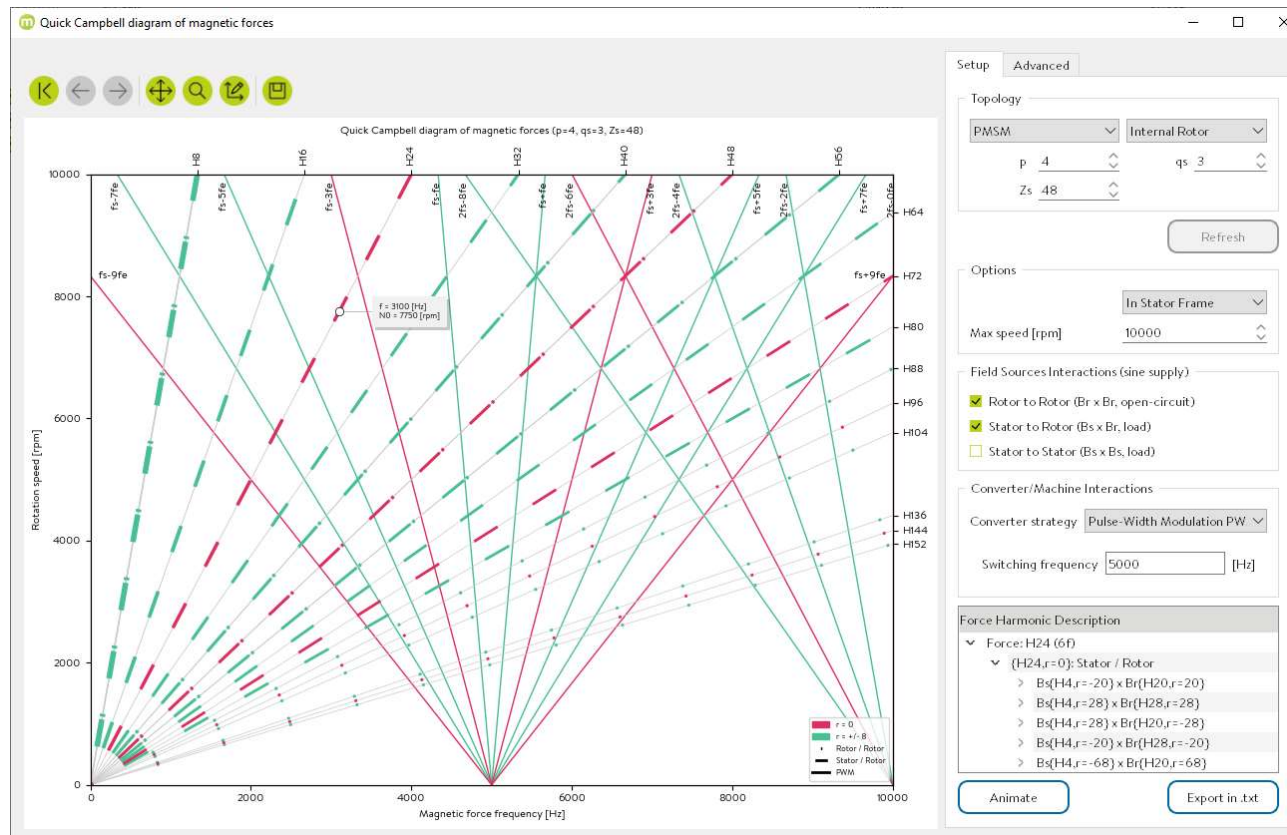 Quick Campbell diagram of magnetic forces
Quick Campbell diagram of magnetic forces (p=4, qs=3, Zs=48)
H8
H16
H24
H32
H40
H48
H56
10000
8000
6000
4000
2000
0
Rotation speed [rpm]
fs-7fe
fs-5fe
fs-3fe
fs-fe
2fs-8fe
fs+fe
2fs-6fe
fs+3fe
2fs-4fe
fs+5fe
2fs-2fe
fs+7fe
2fs-0fe
fs-9fe
fs+9fe
f = 3100 [Hz]
N0 = 7750 [rpm]
H64
H72
H80
H88
H96
H104
H136
H144
H152
r = 0
r = +/- 8
Rotor / Rotor
Stator / Rotor
PWM
0
2000
4000
6000
8000
10000
Magnetic force frequency [Hz]
Setup
Advanced
Topology
PMSM
Internal Rotor
p 4
qs 3
Zs 48
Refresh
Options
In Stator Frame
Max speed [rpm]
10000
Field Sources Interactions (sine supply)
Rotor to Rotor (Br x Br, open-circuit)
Stator to Rotor (Bs x Br, load)
Stator to Stator (Bs x Bs, load)
Converter/Machine Interactions
Converter strategy
Pulse-Width Modulation PW
Switching frequency 5000 [Hz]
Force Harmonic Description
Force: H24 (6f)
{H24,r=0}: Stator / Rotor
Bs{H4,r=-20} x Br{H20,r=20}
Bs{H4,r=28} x Br{H28,r=28}
Bs{H4,r=28} x Br{H20,r=-28}
Bs{H4,r=-20} x Br{H28,r=-20}
Bs{H4,r=-68} x Br{H20,r=68}
Animate
Export in .txt